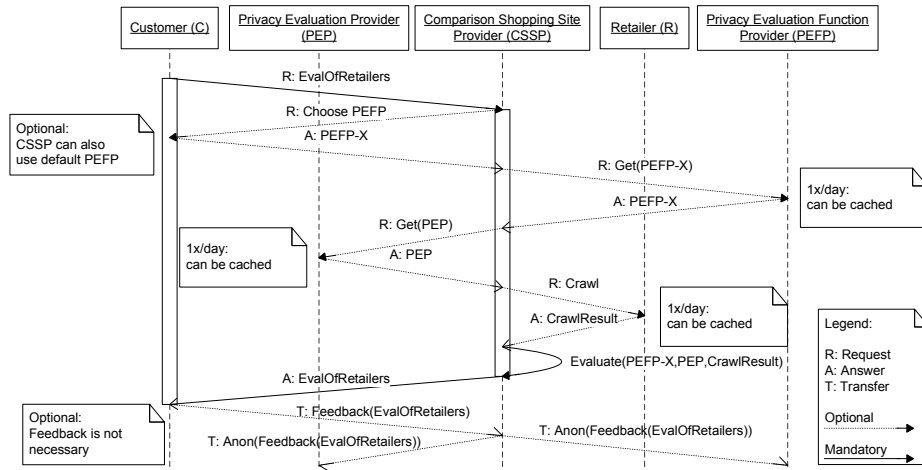 Customer (C)
Privacy Evaluation Provider
(PEP)
Comparison Shopping Site
Provider (CSSP)
Retailer (R)
Privacy Evaluation Function
Provider (PEFP)
R: EvalOfRetailers
R: Choose PEFP
Optional:
CSSP can also
use default PEFP
A: PEFP-X
R: Get(PEFP-X)
1x/day:
can be cached
A: PEFP-X
R: Get(PEP)
1x/day:
can be cached
A: PEP
R: Crawl
1x/day:
can be cached
A: CrawlResult
Evaluate(PEFP-X,PEP,CrawlResult)
A: EvalOfRetailers
Optional:
Feedback is not
necessary
T: Feedback(EvalOfRetailers)
T: Anon(Feedback(EvalOfRetailers))
T: Anon(Feedback(EvalOfRetailers))
Legend:
R: Request
A: Answer
T: Transfer
Optional
Mandatory